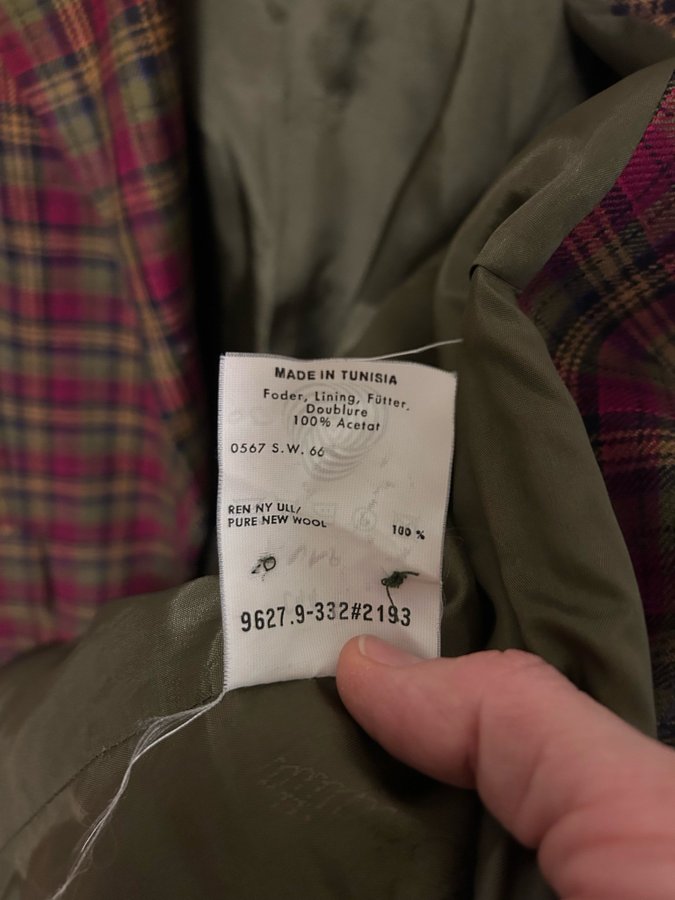 MADE IN TUNISIA
Foder, Lining, Fütter,
Doublure
100% Acetat
0567 S.W. 66
REN NY ULL/
PURE NEW WOOL
100 %
9627.9-332#2193